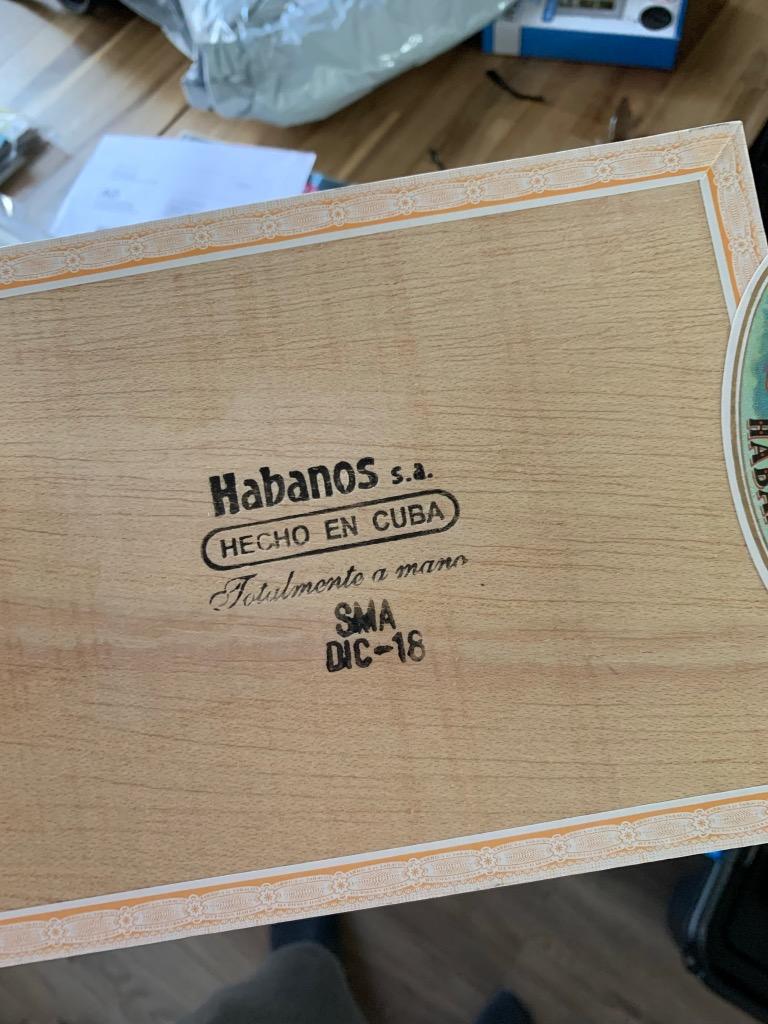 Habanos s.a.
HECHO EN CUBA
Totalmente a mano
SMA
DIC-18